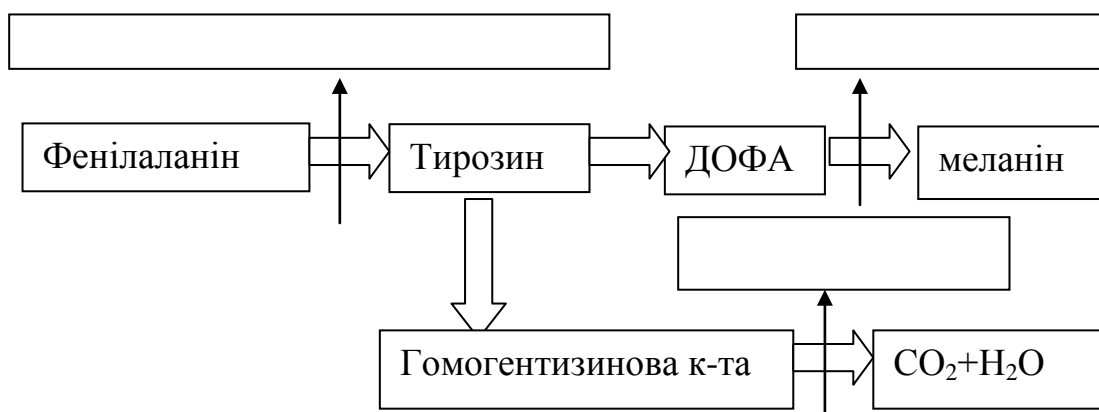 Фенілаланін
Тирозин
ДОФА
меланін
Гомогентизинова к-та
CO₂+H₂O